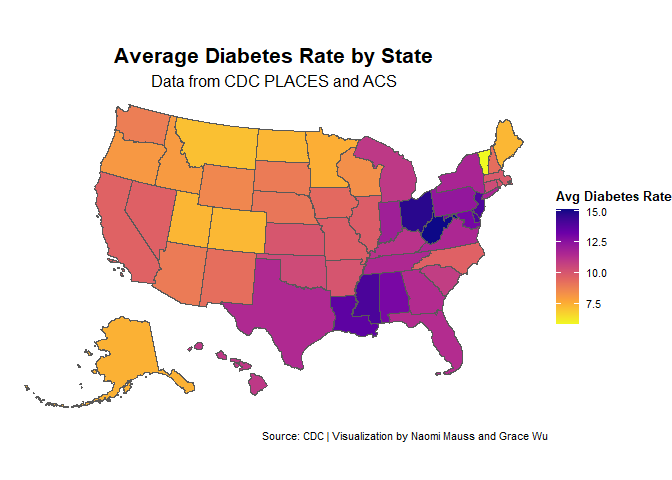 Average Diabetes Rate by State
Data from CDC PLACES and ACS
Avg Diabetes Rate
15.0
12.5
10.0
7.5
Source: CDC | Visualization by Naomi Mauss and Grace Wu